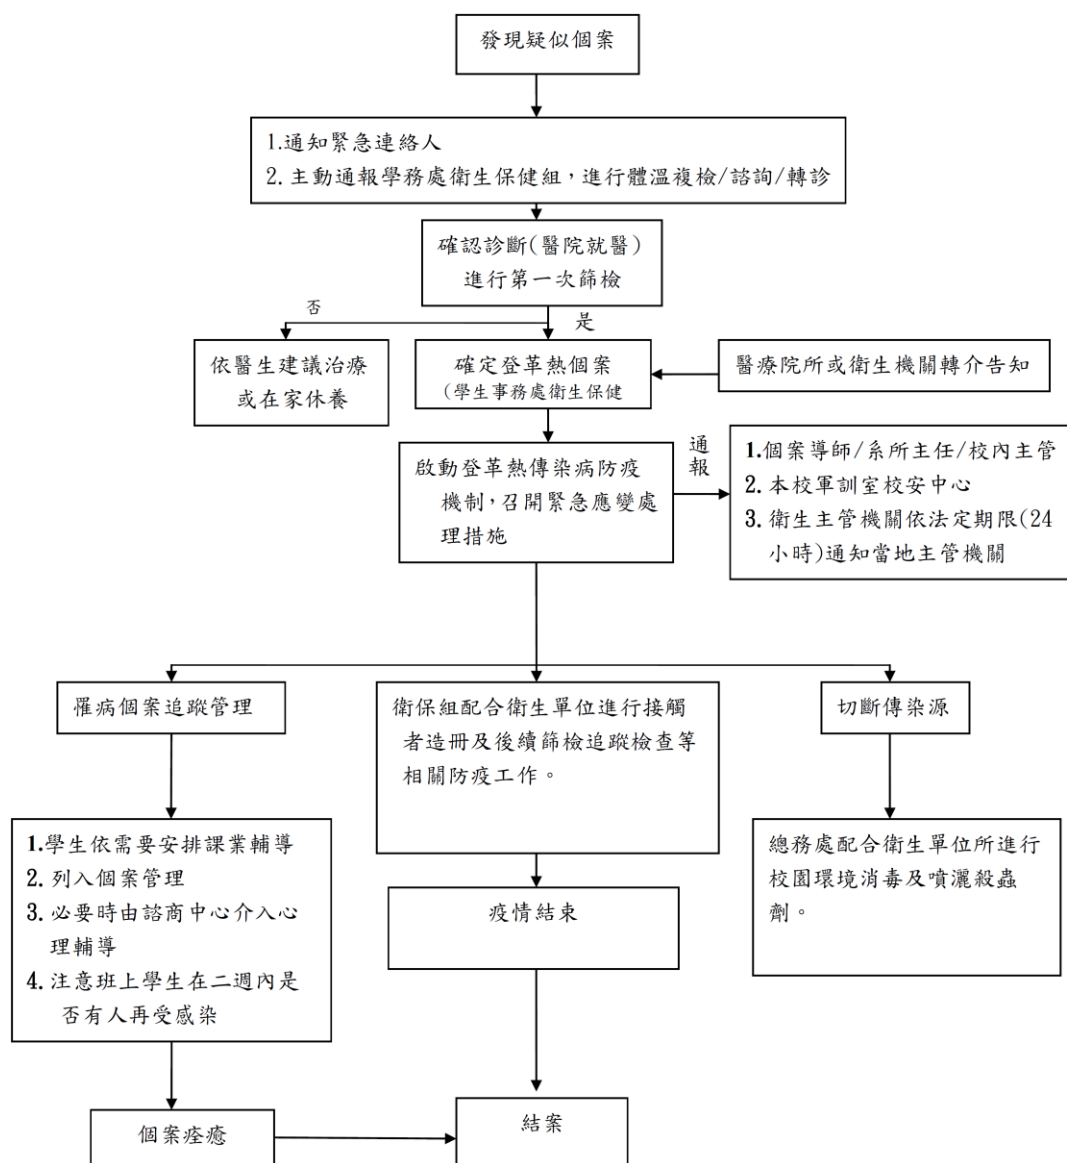 發現疑似個案
1.通知緊急連絡人
2.主動通報學務處衛生保健組，進行體溫複檢/諮詢/轉診
確認診斷(醫院就醫)
進行第一次篩檢
否
是
依醫生建議治療
或在家休養
確定登革熱個案
(學生事務處衛生保健
醫療院所或衛生機關轉介告知
啟動登革熱傳染病防疫
機制，召開緊急應變處
理措施
通
報
1.個案導師/系所主任/校內主管
2.本校軍訓室校安中心
3.衛生主管機關依法定期限(24
小時)通知當地主管機關
罹病個案追蹤管理
衛保組配合衛生單位進行接觸
者造冊及後續篩檢追蹤檢查等
相關防疫工作。
切斷傳染源
1.學生依需要安排課業輔導
2.列入個案管理
3.必要時由諮商中心介入心
理輔導
4.注意班上學生在二週內是
否有人再受感染
疫情結束
總務處配合衛生單位所進行
校園環境消毒及噴灑殺蟲
劑。
個案痊癒
結案